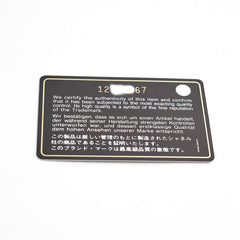 12 67
We certify the authenticity of this item and confirm
that it has been subjected to the most exacting quality
control. Its high quality is a symbol of the fine reputation
of the Trademark.
Wir bestätigen, dass es sich um einen Artikel handelt,
der während seiner Herstellung strengsten Kontrollen
unterworfen war, dessen erstklassige Qualität
dem hohen Ansehen unserer Marke entspricht.
この製品は厳しい管理のもとに製造されたシャネル
社の商品であることを証明いたします。
このブランド・マークは最高品質の象徴です。